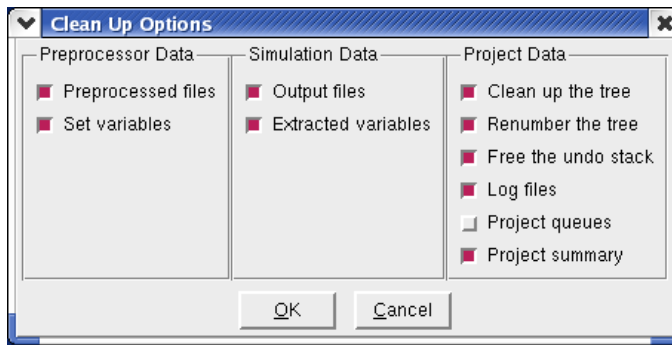 Clean Up Options
Preprocessor Data
Preprocessed files
Set variables
Simulation Data
Output files
Extracted variables
Project Data
Clean up the tree
Renumber the tree
Free the undo stack
Log files
Project queues
Project summary
OK
Cancel